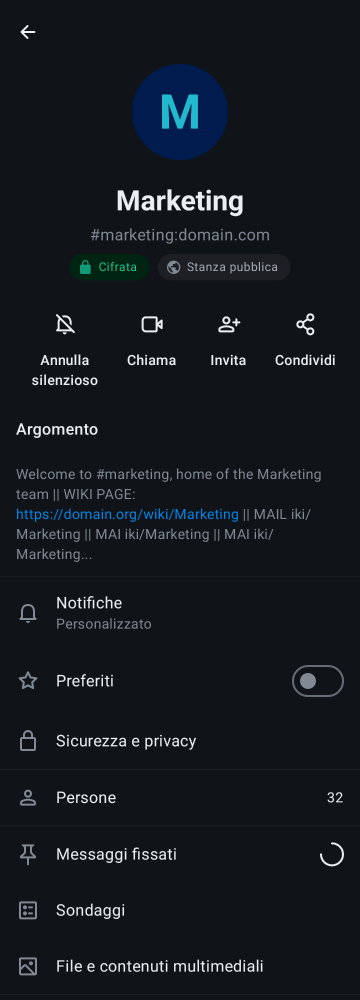 M
Marketing
#marketing:domain.com
Cifrata
Stanza pubblica
Annulla silenzioso
Chiama
Invita
Condividi
Argomento
Welcome to #marketing, home of the Marketing
team || WIKI PAGE:
https://domain.org/wiki/Marketing || MAIL iki/
Marketing || MAI iki/Marketing || MAI iki/
Marketing...
Notifiche
Personalizzato
Preferiti
Sicurezza e privacy
Persone 32
Messaggi fissati
Sondaggi
File e contenuti multimediali